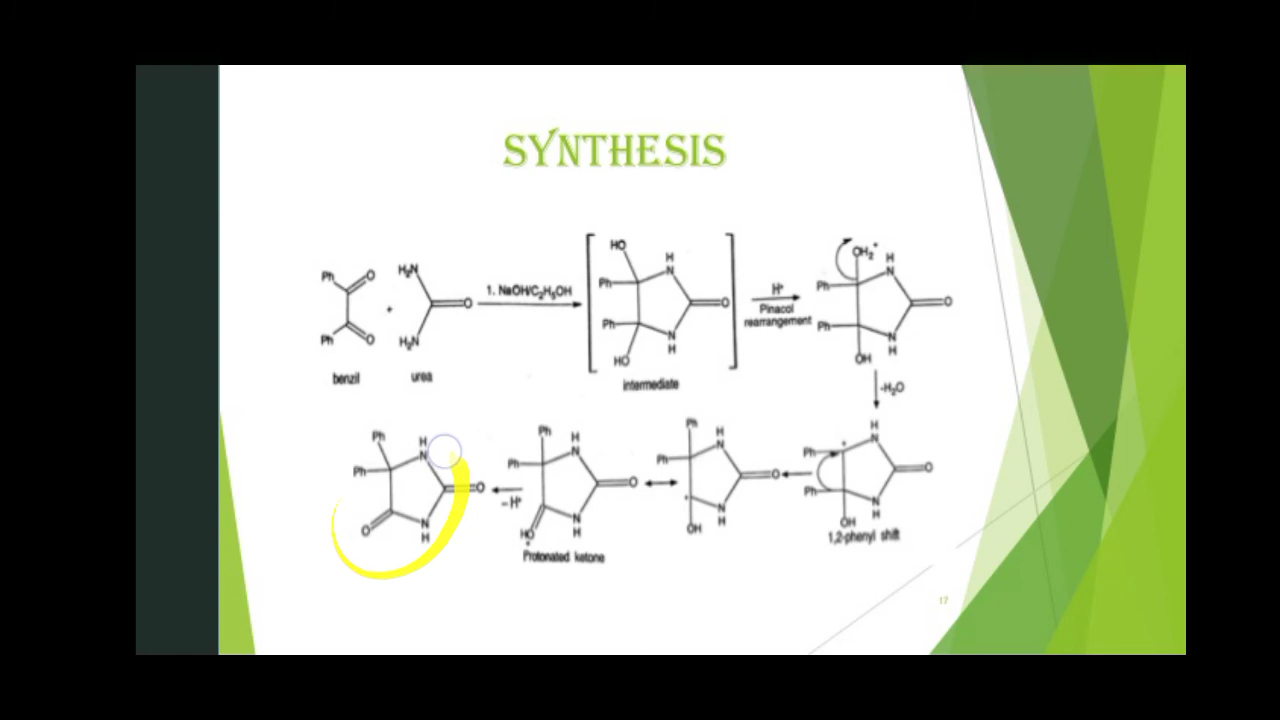 SYNTHESIS
Ph O
H₂N
+
O
Ph O
H₂N
benzil
urea
1. NaOH/C₂H₅OH
HO
H
N
Ph
O
Ph
N
H
HO
intermediate
H⁺
Pinacol
rearrangement
OH₂⁺
H
N
Ph
O
Ph
N
H
OH
-H₂O
H
N
+
Ph
O
Ph
N
H
OH
1,2-phenyl shift
Ph
H
N
Ph
O
+
N
H
OH
Ph
H
N
Ph
O
N
H
HO
+
Protonated ketone
– H⁺
Ph
H
N
Ph
O
N
H
O
17